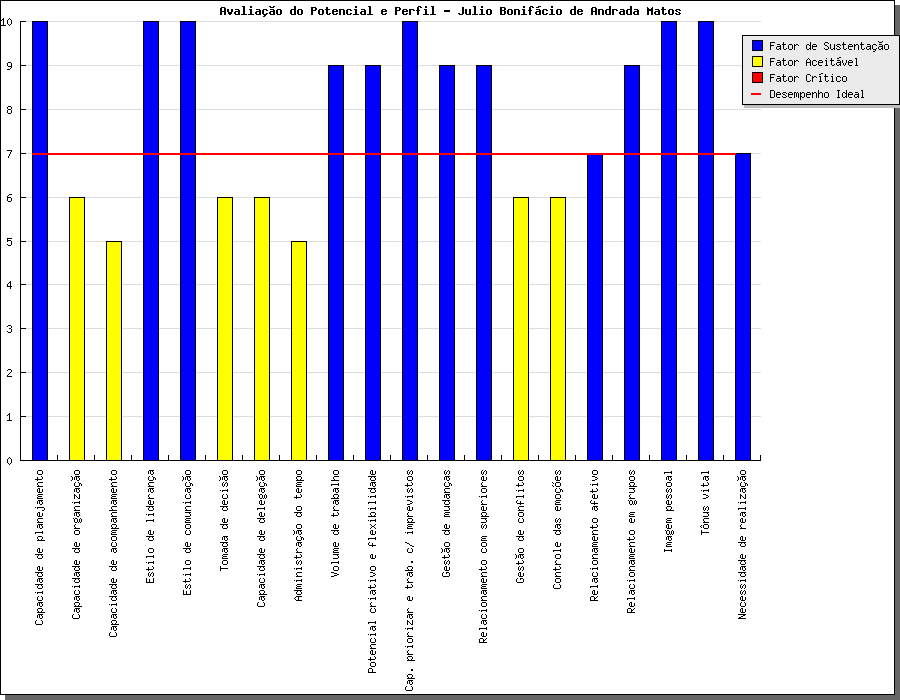 Avaliação do Potencial e Perfil - Julio Bonifácio de Andrada Matos
Fator de Sustentação
Fator Aceitável
Fator Crítico
Desempenho Ideal
10
9
8
7
6
5
4
3
2
1
0
Capacidade de planejamento
Capacidade de organização
Capacidade de acompanhamento
Estilo de liderança
Estilo de comunicação
Tomada de decisão
Capacidade de delegação
Administração do tempo
Volume de trabalho
Potencial criativo e flexibilidade
Cap. priorizar e trab. c/ imprevistos
Gestão de mudanças
Relacionamento com superiores
Gestão de conflitos
Controle das emoções
Relacionamento afetivo
Relacionamento em grupos
Imagem pessoal
Tônus vital
Necessidade de realização